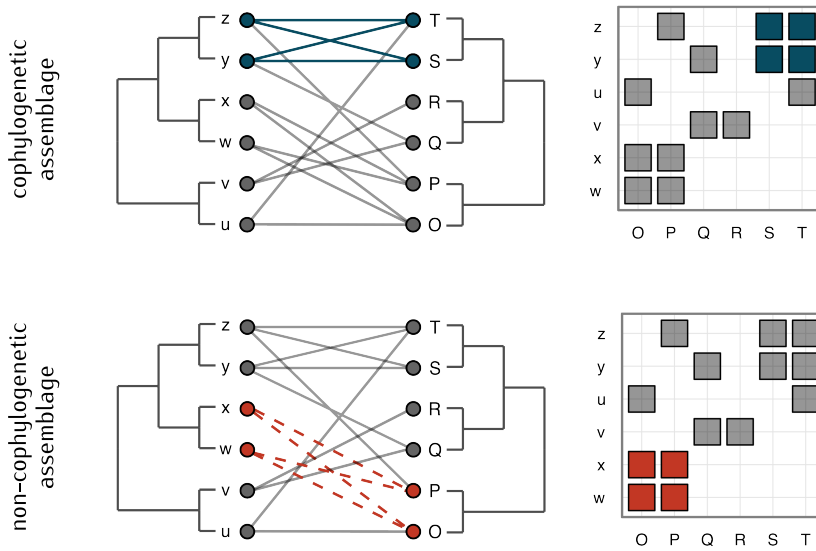 cophylogenetic
assemblage
z T
y S
x R
w Q
v P
u O
z
y
u
v
x
w
O P Q R S T
non-cophylogenetic
assemblage
z T
y S
x R
w Q
v P
u O
z
y
u
v
x
w
O P Q R S T